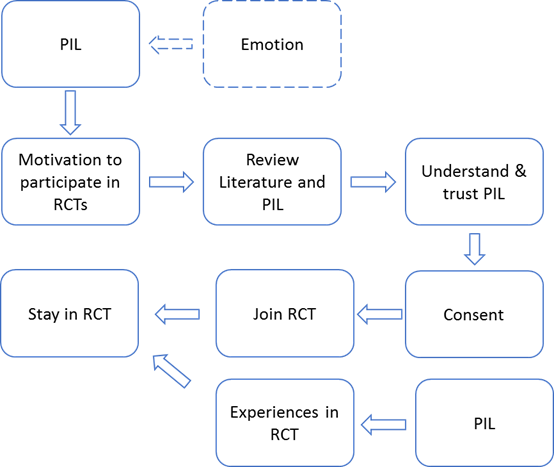 PIL
Emotion
Motivation to
participate in
RCTs
Review
Literature and
PIL
Understand &
trust PIL
Stay in RCT
Join RCT
Consent
Experiences in
RCT
PIL